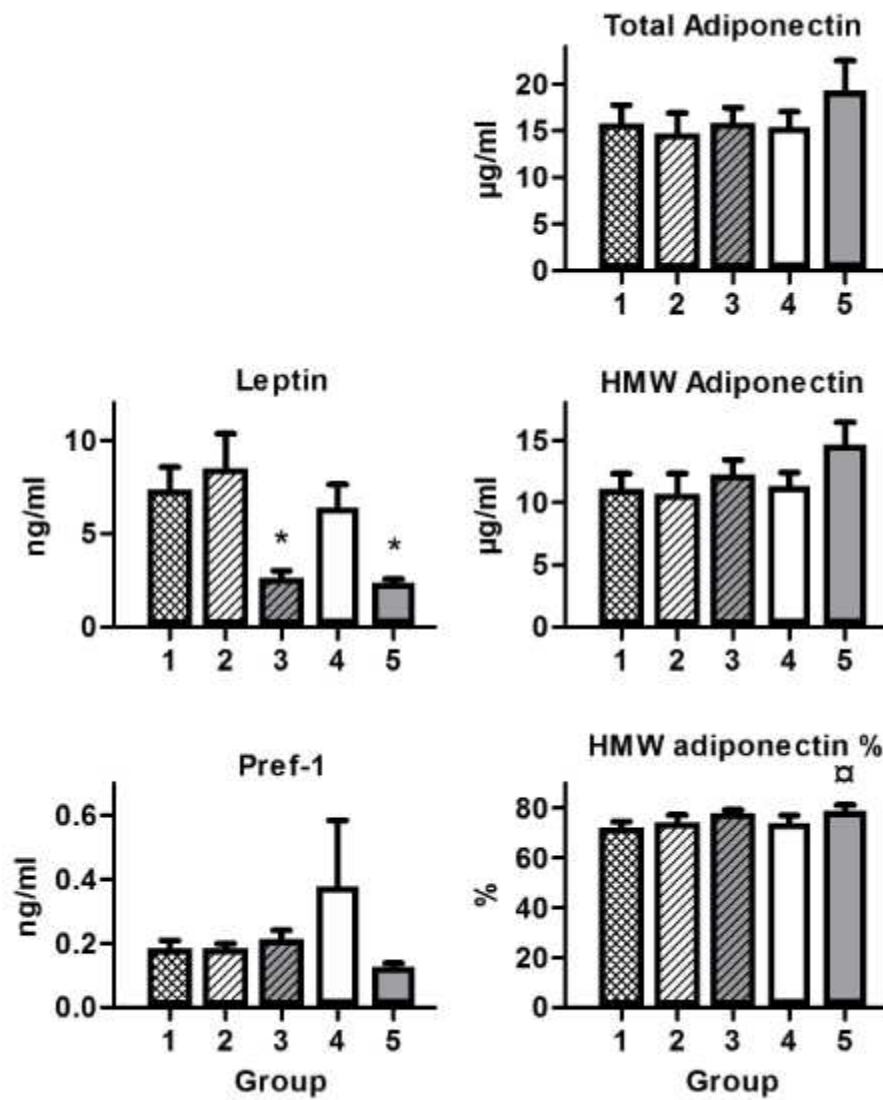 Total Adiponectin
20
15
10
5
0
µg/ml
1 2 3 4 5
Leptin
10
5
0
ng/ml
*
*
1 2 3 4 5
HMW Adiponectin
15
10
5
0
µg/ml
1 2 3 4 5
Pref-1
0.6
0.4
0.2
0.0
ng/ml
1 2 3 4 5
Group
HMW adiponectin %
¤
80
60
40
20
0
%
1 2 3 4 5
Group